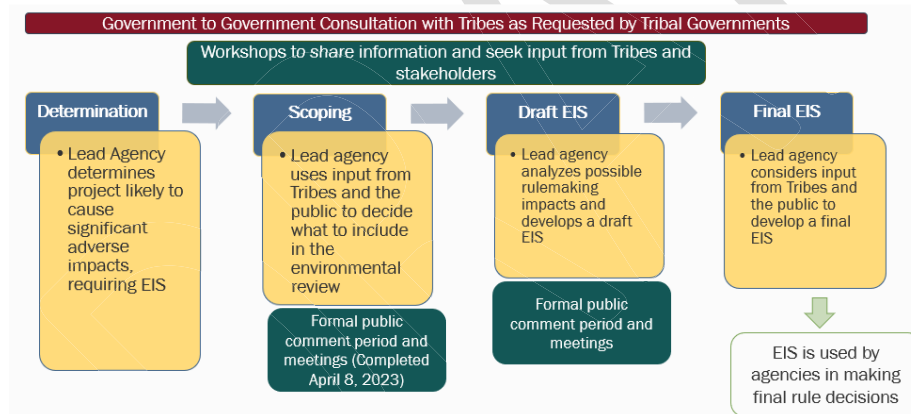 Government to Government Consultation with Tribes as Requested by Tribal Governments
Workshops to share information and seek input from Tribes and
stakeholders
Determination
• Lead Agency
determines
project likely to
cause
significant
adverse
impacts,
requiring EIS
Scoping
• Lead agency
uses input from
Tribes and the
public to decide
what to include
in the
environmental
review
Formal public
comment period and
meetings (Completed
April 8, 2023)
Draft EIS
• Lead agency
analyzes possible
rulemaking
impacts and
develops a draft
EIS
Formal public
comment period and
meetings
Final EIS
• Lead agency
considers input
from Tribes and
the public to
develop a final
EIS
EIS is used by
agencies in making
final rule decisions